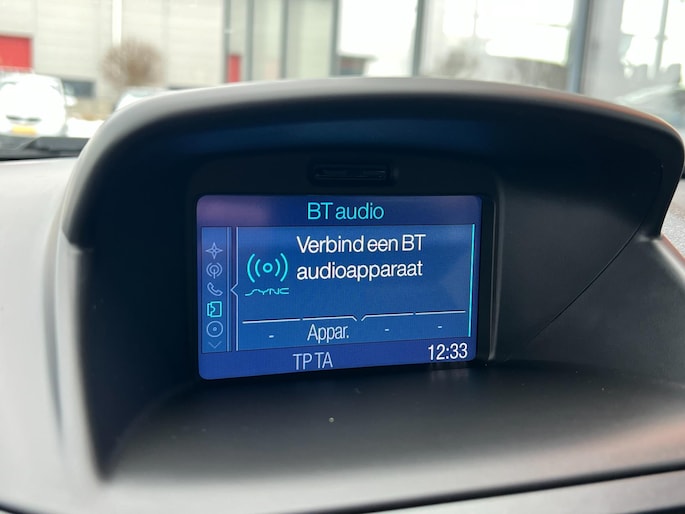 BT audio
Verbind een BT
audioapparaat
SYNC
- Appar. - -
TP TA 12:33